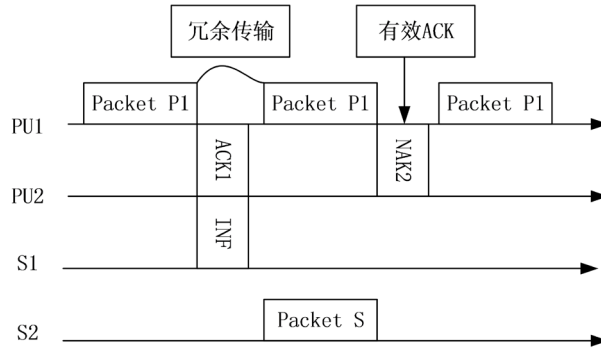 冗余传输
有效ACK
Packet P1
Packet P1
Packet P1
PU1
ACK1
NAK2
PU2
INF
S1
Packet S
S2